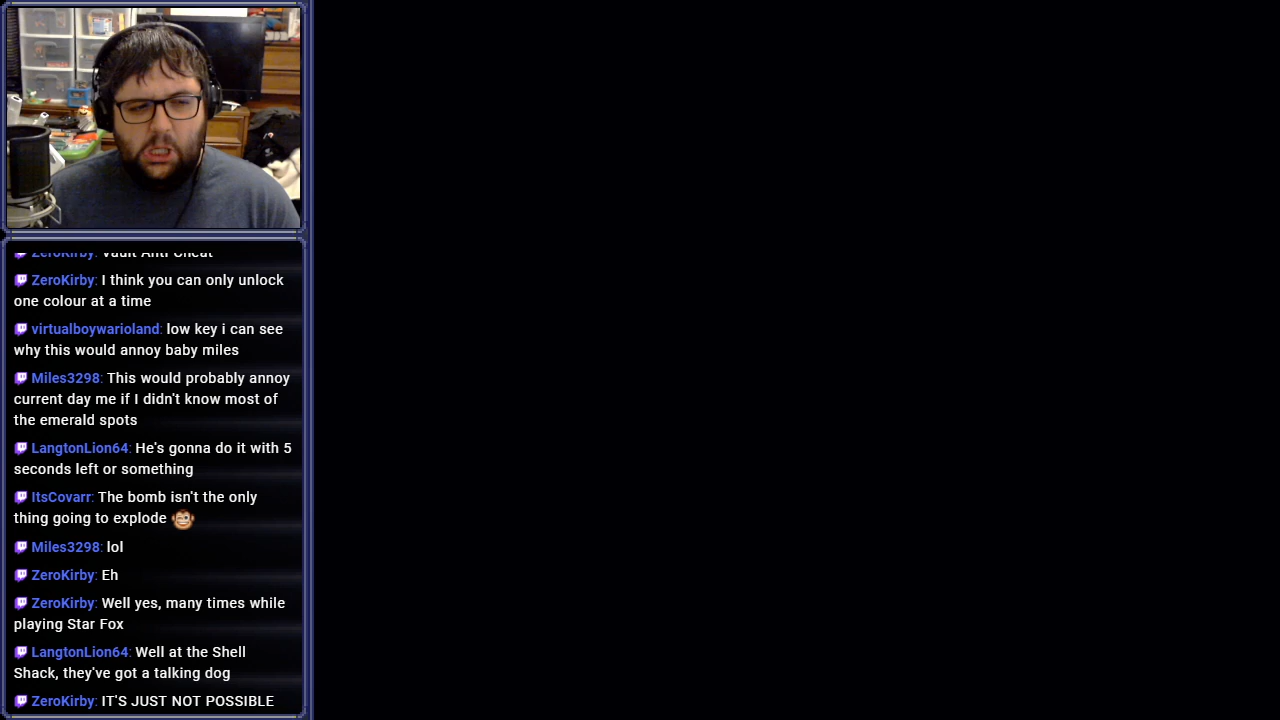 ZeroKirby: Vault Anti Cheat
ZeroKirby: I think you can only unlock
one colour at a time
virtualboywarioland: low key i can see
why this would annoy baby miles
Miles3298: This would probably annoy
current day me if I didn't know most of
the emerald spots
LangtonLion64: He's gonna do it with 5
seconds left or something
ItsCovarr: The bomb isn't the only
thing going to explode
Miles3298: lol
ZeroKirby: Eh
ZeroKirby: Well yes, many times while
playing Star Fox
LangtonLion64: Well at the Shell
Shack, they've got a talking dog
ZeroKirby: IT'S JUST NOT POSSIBLE